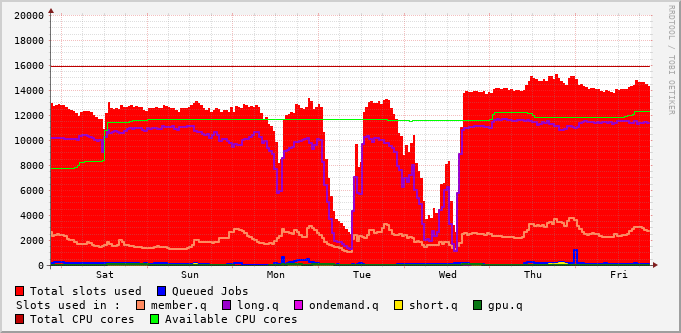 20000
18000
16000
14000
12000
10000
8000
6000
4000
2000
0
Sat Sun Mon Tue Wed Thu Fri
RRDTOOL / TOBI OETIKER
Total slots used Queued Jobs
Slots used in : member.q long.q ondemand.q short.q gpu.q
Total CPU cores Available CPU cores